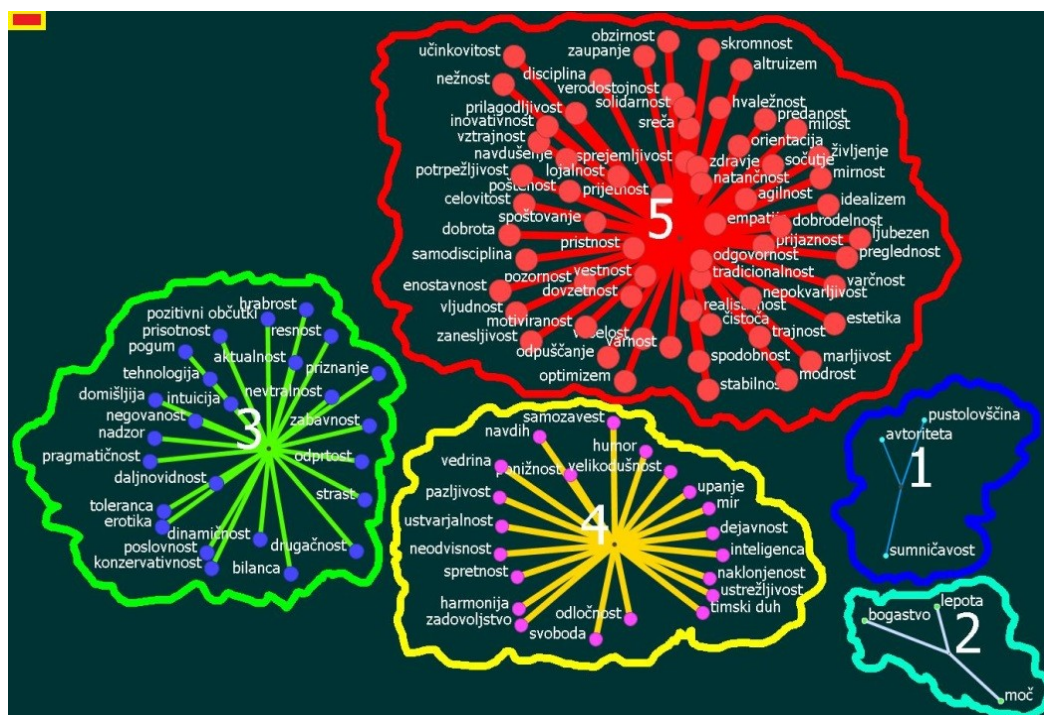 obzirnost
učinkovitost
zaupanje
skromnost
altruizem
nežnost
disciplina
verodostojnost
solidarnost
hvaležnost
predanost
prilagodljivost
inovativnost
sreča
milost
vztrajnost
orientacija
navdušenje
sprejemljivost
življenje
zdravje
sočutje
potrpežljivost
lojalnost
natančnost
mirnost
poštenost
prijetnost
agilnost
celovitost
idealizem
spoštovanje
5
empatija
dobrodelnost
dobrota
ljubezen
pristnost
prijaznost
samodisciplina
odgovornost
preglednost
pozornost
vestnost
tradicionalnost
enostavnost
dovzetnost
varčnost
vljudnost
nepokvarljivost
motiviranost
čistoča
estetika
zanesljivost
varnost
trajnost
odpuščanje
spodobnost
marljivost
optimizem
modrost
stabilnost
hrabrost
pozitivni občutki
prisotnost
resnost
pogum
aktualnost
priznanje
tehnologija
nevtralnost
domišljija
intuicija
negovanost
3
zabavnost
nadzor
pragmatičnost
odprtost
daljnovidnost
strast
toleranca
erotika
dinamičnost
poslovnost
drugačnost
konzervativnost
bilanca
samozavest
navdih
humor
vedrina
ponižnost
velikodušnost
pazljivost
upanje
mir
ustvarjalnost
4
dejavnost
neodvisnost
inteligenca
spretnost
naklonjenost
ustrežljivost
harmonija
odločnost
timski duh
zadovoljstvo
svoboda
pustolovščina
avtoriteta
1
sumničavost
lepota
bogastvo
2
moč